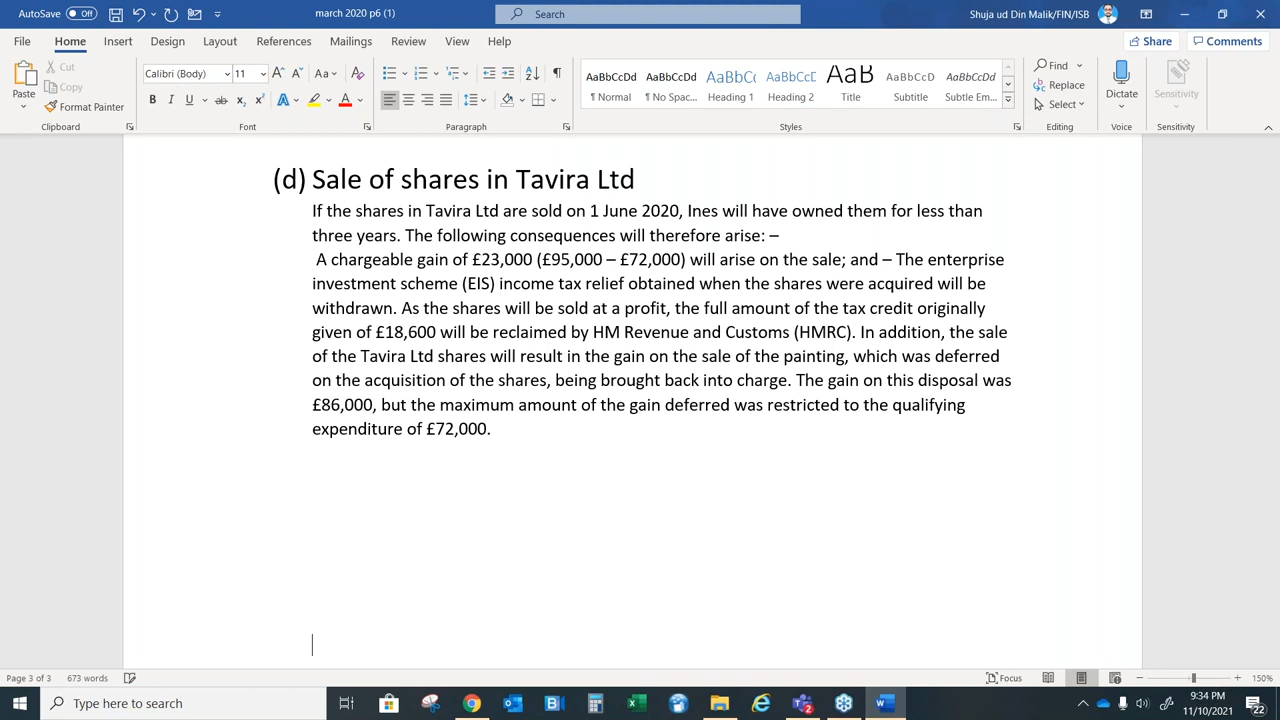 AutoSave Off
march 2020 p6 (1)
Search
Shuja ud Din Malik/FIN/ISB
File Home Insert Design Layout References Mailings Review View Help
Share Comments
Paste
Cut
Copy
Format Painter
Clipboard
Calibri (Body) 11
Font
Paragraph
AaBbCcDd AaBbCcDd AaBbCc AaBbCcD AaB AaBbCcD AaBbCcDd
¶ Normal ¶ No Spac... Heading 1 Heading 2 Title Subtitle Subtle Em...
Styles
Find
Replace
Select
Editing
Dictate
Voice
Sensitivity
Sensitivity
(d) Sale of shares in Tavira Ltd
If the shares in Tavira Ltd are sold on 1 June 2020, Ines will have owned them for less than
three years. The following consequences will therefore arise: –
A chargeable gain of £23,000 (£95,000 – £72,000) will arise on the sale; and – The enterprise
investment scheme (EIS) income tax relief obtained when the shares were acquired will be
withdrawn. As the shares will be sold at a profit, the full amount of the tax credit originally
given of £18,600 will be reclaimed by HM Revenue and Customs (HMRC). In addition, the sale
of the Tavira Ltd shares will result in the gain on the sale of the painting, which was deferred
on the acquisition of the shares, being brought back into charge. The gain on this disposal was
£86,000, but the maximum amount of the gain deferred was restricted to the qualifying
expenditure of £72,000.
Page 3 of 3 673 words
Focus
150%
Type here to search
9:34 PM
11/10/2021
22